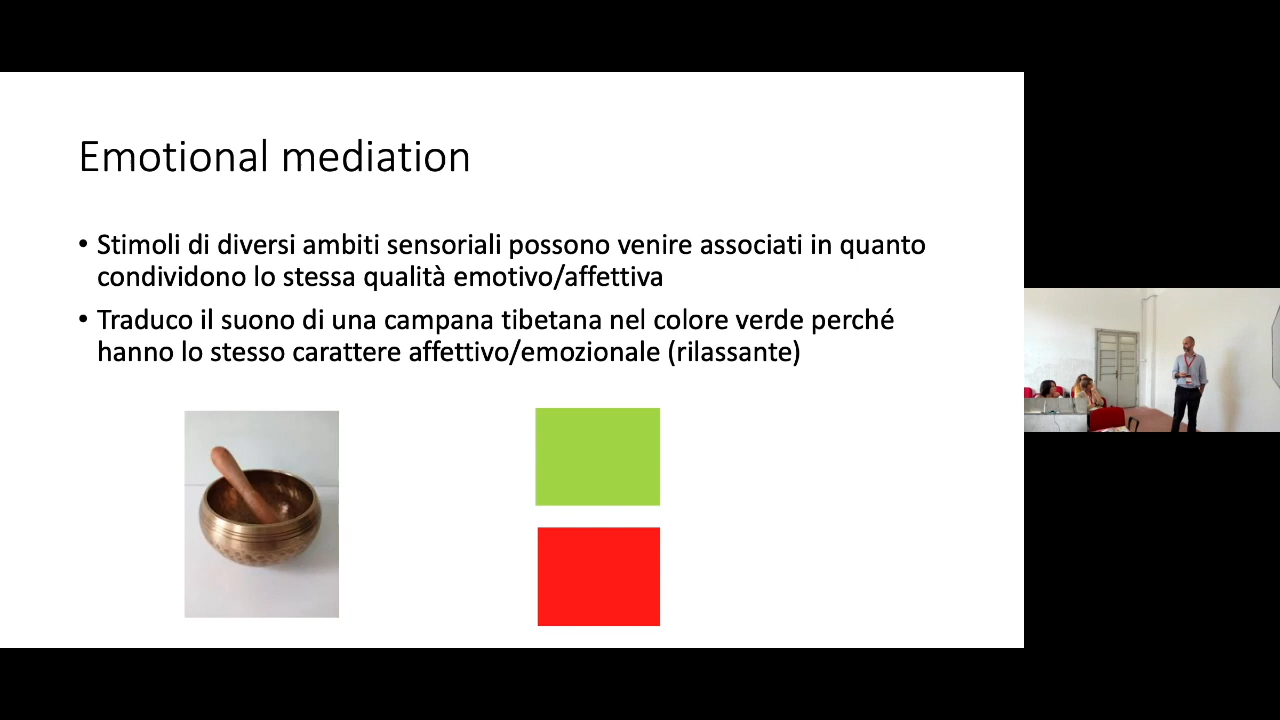 Emotional mediation
• Stimoli di diversi ambiti sensoriali possono venire associati in quanto
condividono lo stessa qualità emotivo/affettiva
• Traduco il suono di una campana tibetana nel colore verde perché
hanno lo stesso carattere affettivo/emozionale (rilassante)